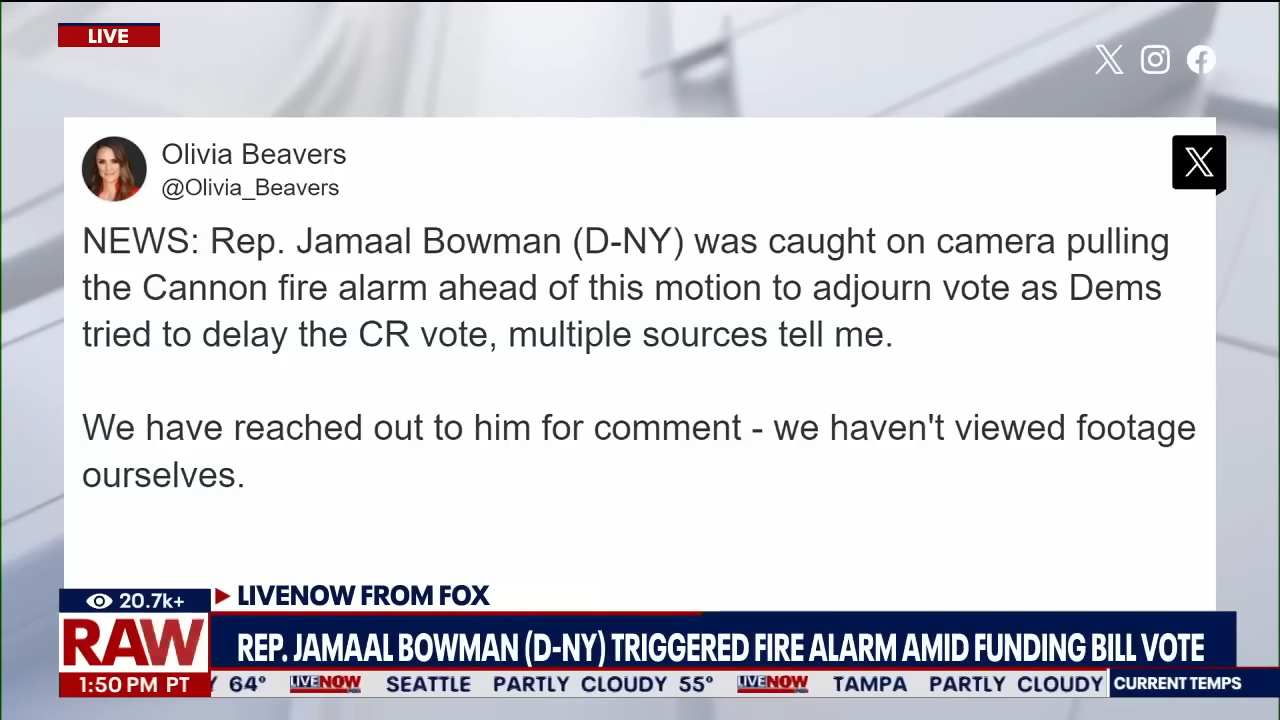 LIVE
Olivia Beavers
@Olivia_Beavers
NEWS: Rep. Jamaal Bowman (D-NY) was caught on camera pulling
the Cannon fire alarm ahead of this motion to adjourn vote as Dems
tried to delay the CR vote, multiple sources tell me.
We have reached out to him for comment - we haven't viewed footage
ourselves.
20.7k+
LIVENOW FROM FOX
RAW
REP. JAMAAL BOWMAN (D-NY) TRIGGERED FIRE ALARM AMID FUNDING BILL VOTE
1:50 PM PT
64° LIVENOW SEATTLE PARTLY CLOUDY 55° LIVENOW TAMPA PARTLY CLOUDY CURRENT TEMPS